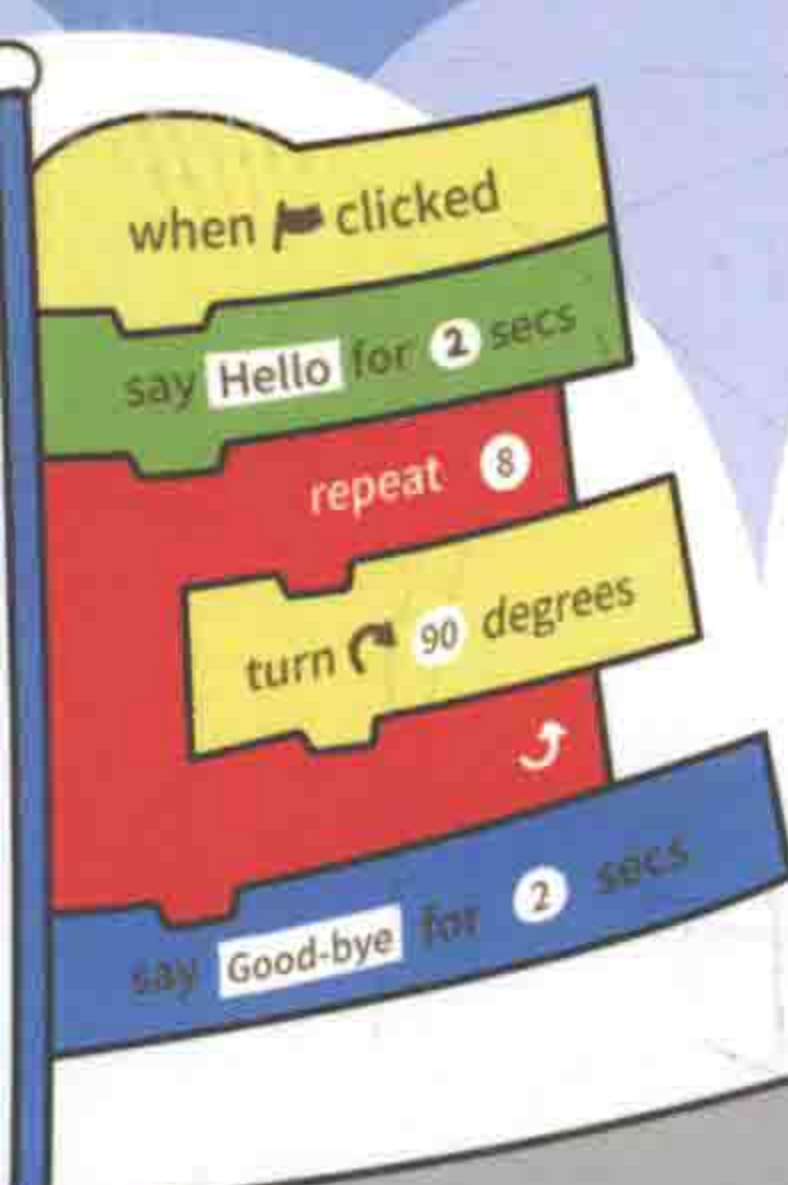 when clicked
say Hello for 2 secs
repeat 8
turn 90 degrees
say Good-bye for 2 secs